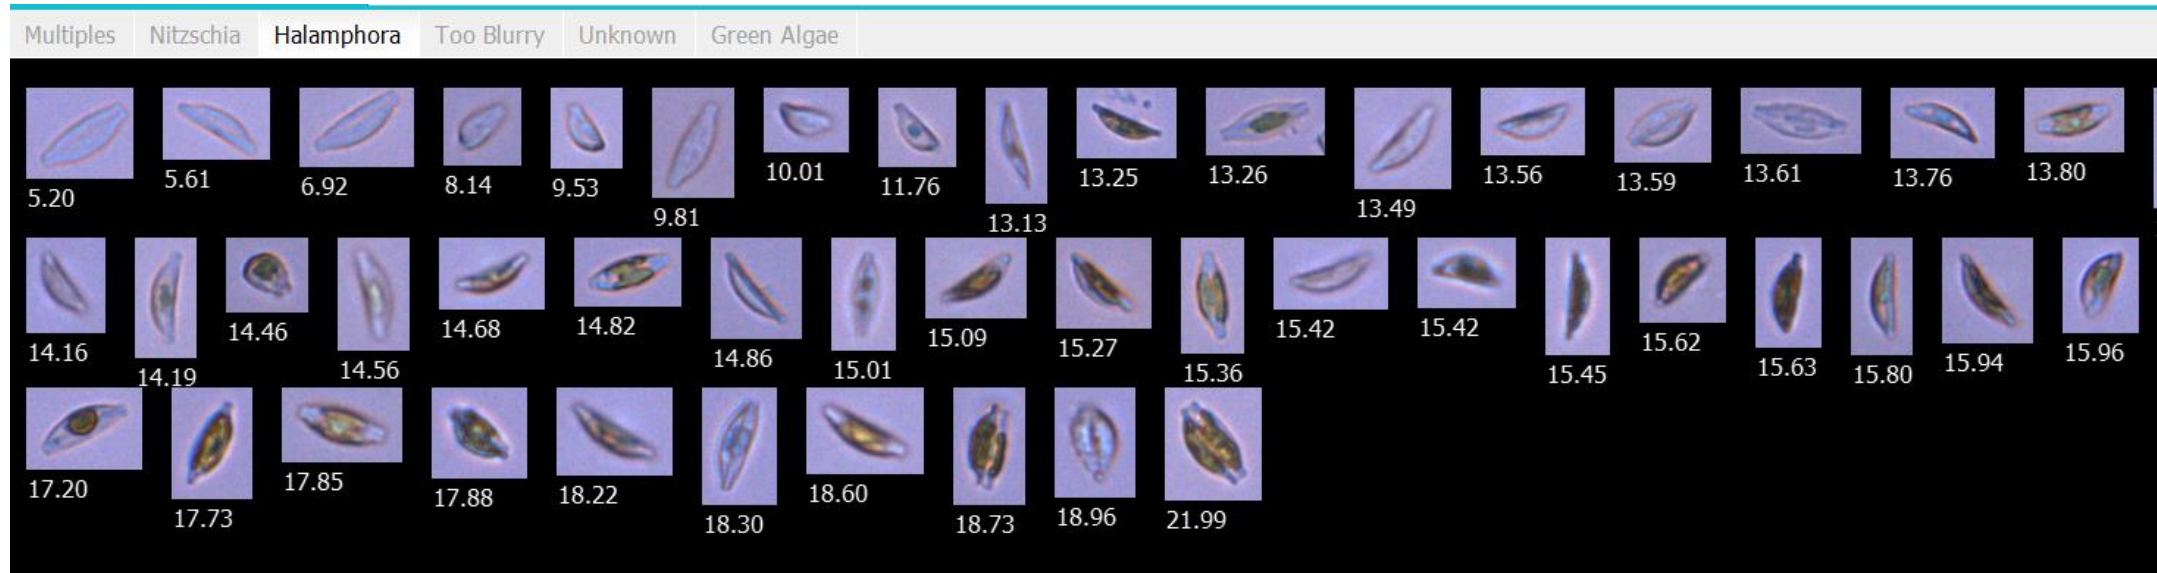 Multiples Nitzschia Halamphora Too Blurry Unknown Green Algae
5.20 5.61 6.92 8.14 9.53 9.81 10.01 11.76 13.13 13.25 13.26 13.49 13.56 13.59 13.61 13.76 13.80
14.16 14.19 14.46 14.56 14.68 14.82 14.86 15.01 15.09 15.27 15.36 15.42 15.42 15.45 15.62 15.63 15.80 15.94 15.96
17.20 17.73 17.85 17.88 18.22 18.30 18.60 18.73 18.96 21.99